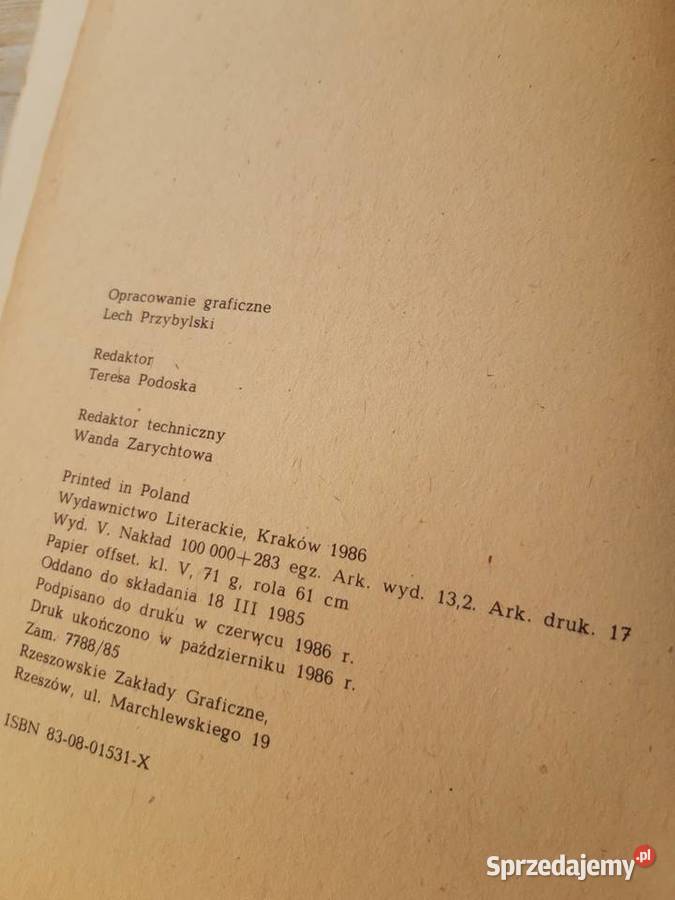 Opracowanie graficzne
Lech Przybylski
Redaktor
Teresa Podoska
Redaktor techniczny
Wanda Zarychtowa
Printed in Poland
Wydawnictwo Literackie, Kraków 1986
Wyd. V. Nakład 100 000+283 egz. Ark. wyd. 13,2. Ark. druk. 17
Papier offset. kl. V, 71 g, rola 61 cm
Oddano do składania 18 III 1985
Podpisano do druku w czerwcu 1986 r.
Druk ukończono w październiku 1986 r.
Zam. 7788/85
Rzeszowskie Zakłady Graficzne,
Rzeszów, ul. Marchlewskiego 19
ISBN 83-08-01531-X
Sprzedajemy.pl